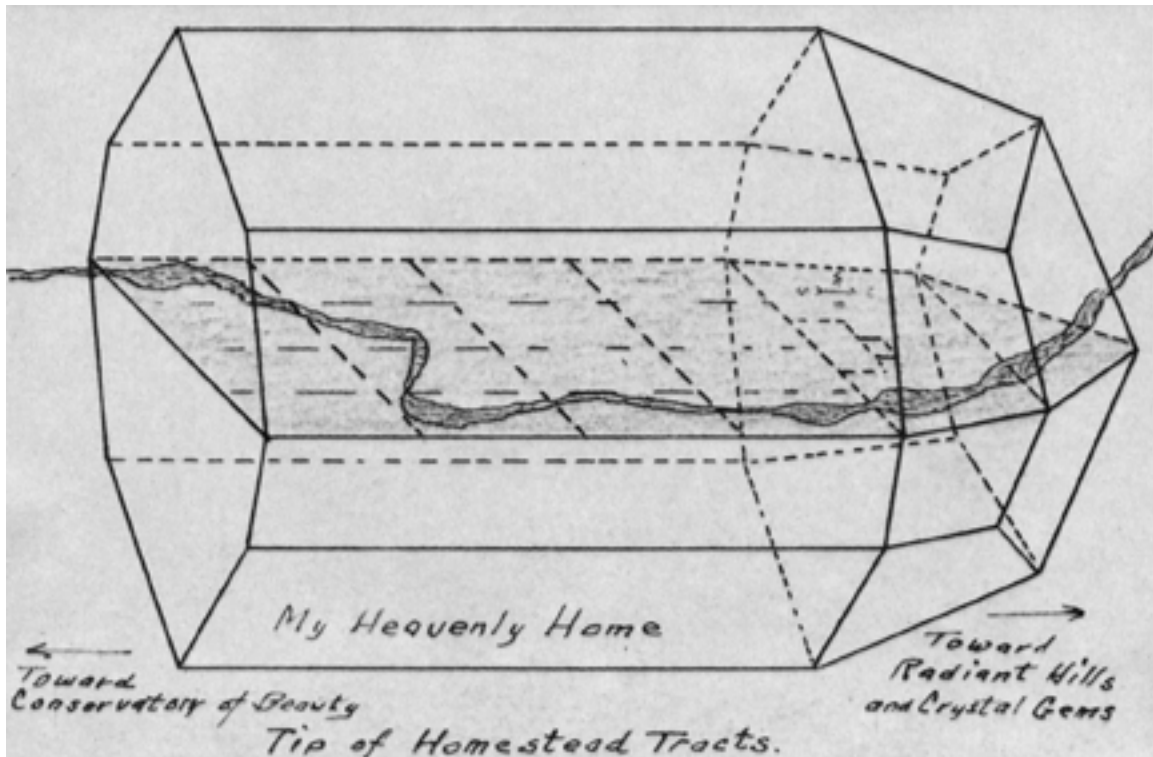 My Heavenly Home
Toward
Conservatory of Beauty
Toward
Radiant Hills
and Crystal Gems
Tip of Homestead Tracts.